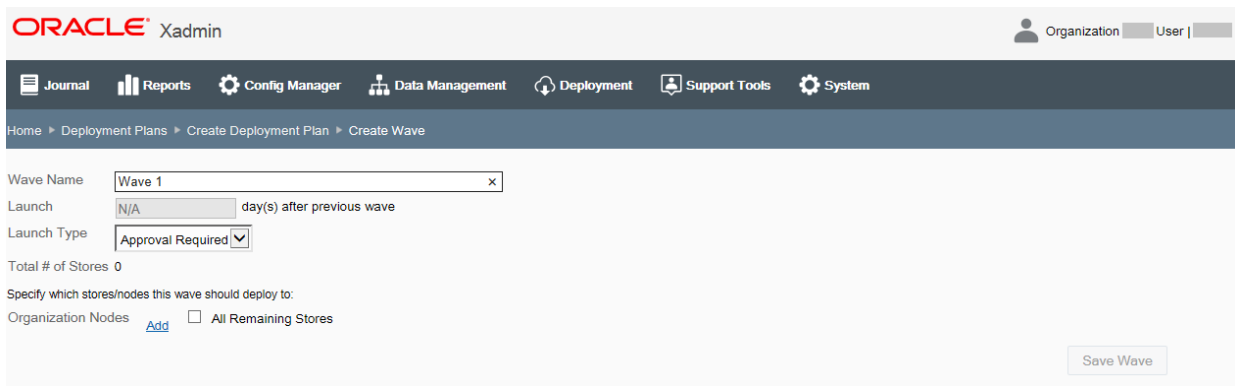 ORACLE Xadmin
Organization User |
Journal Reports Config Manager Data Management Deployment Support Tools System
Home ▸ Deployment Plans ▸ Create Deployment Plan ▸ Create Wave
Wave Name Wave 1 ×
Launch N/A day(s) after previous wave
Launch Type Approval Required
Total # of Stores 0
Specify which stores/nodes this wave should deploy to:
Organization Nodes Add All Remaining Stores
Save Wave